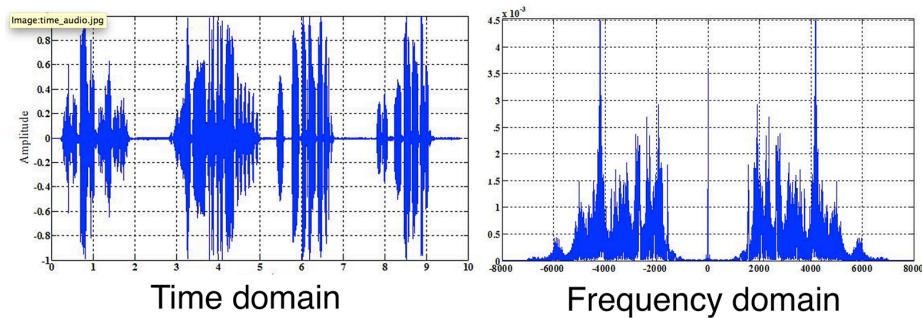 Image:time_audio.jpg
0.8
0.6
0.4
0.2
0
-0.2
-0.4
-0.6
-0.8
-1
Amplitude
0 1 2 3 4 5 6 7 8 9 10
Time domain
x 10⁻³
4.5
4
3.5
3
2.5
2
1.5
1
0.5
0
-8000 -6000 -4000 -2000 0 2000 4000 6000 8000
Frequency domain